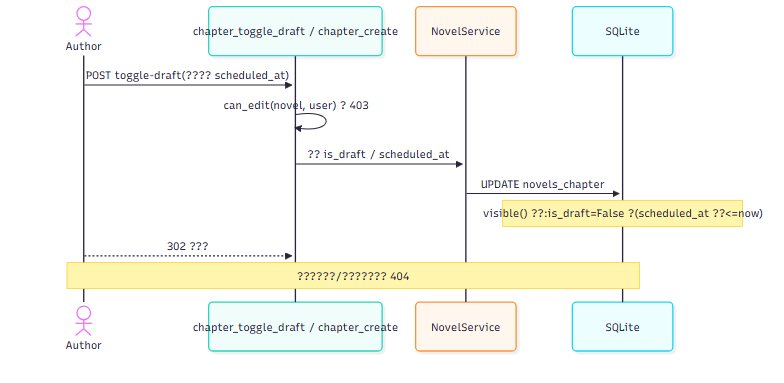 Author
chapter_toggle_draft / chapter_create
NovelService
SQLite
POST toggle-draft(???? scheduled_at)
can_edit(novel, user) ? 403
?? is_draft / scheduled_at
UPDATE novels_chapter
visible() ??:is_draft=False ?(scheduled_at ??<=now)
302 ???
??????/??????? 404
Author
chapter_toggle_draft / chapter_create
NovelService
SQLite